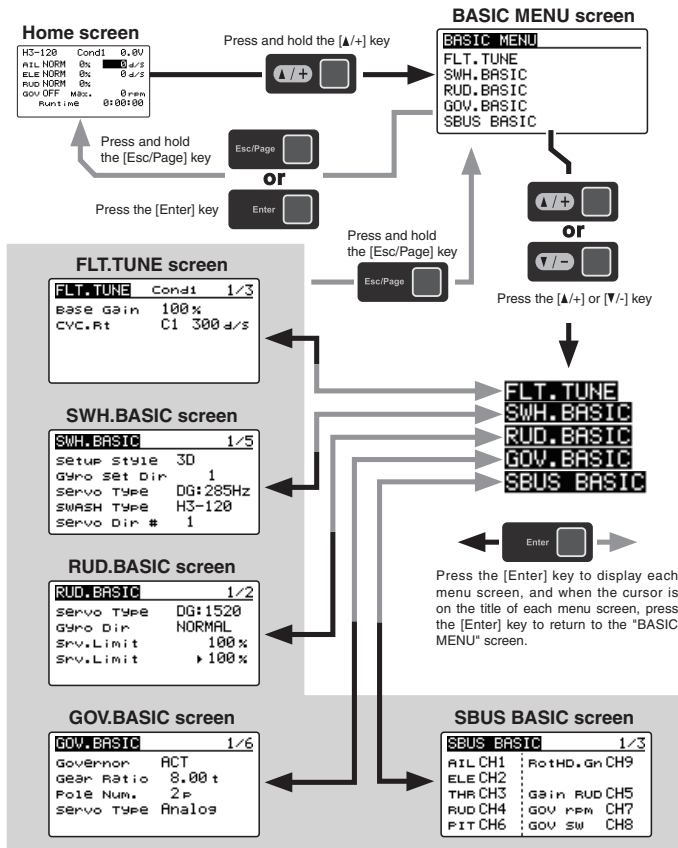 BASIC MENU screen
Home screen
H3-120 Cond1 0.0V
AIL NORM 0% 0 d/s
ELE NORM 0% 0 d/s
RUD NORM 0%
GOV OFF Max. 0 rpm
Runtime 0:00:00
Press and hold the [▲/+] key
▲/+
BASIC MENU
FLT.TUNE
SWH.BASIC
RUD.BASIC
GOV.BASIC
SBUS BASIC
Press and hold
the [Esc/Page] key
Esc/Page
or
Press the [Enter] key
Enter
Press and hold
the [Esc/Page] key
Esc/Page
▲/+
or
▼/-
Press the [▲/+] or [▼/-] key
FLT.TUNE screen
FLT.TUNE Cond1 1/3
Base Gain 100%
CYC.Rt C1 300 d/s
SWH.BASIC screen
SWH.BASIC 1/5
Setup Style 3D
Gyro Set Dir 1
Servo Type DG:285Hz
SWASH Type H3-120
Servo Dir # 1
FLT.TUNE
SWH.BASIC
RUD.BASIC
GOV.BASIC
SBUS BASIC
Enter
Press the [Enter] key to display each
menu screen, and when the cursor is
on the title of each menu screen, press
the [Enter] key to return to the "BASIC
MENU" screen.
RUD.BASIC screen
RUD.BASIC 1/2
Servo Type DG:1520
Gyro Dir NORMAL
Srv.Limit 100%
Srv.Limit ▶100%
GOV.BASIC screen
GOV.BASIC 1/6
Governor ACT
Gear Ratio 8.00 t
Pole Num. 2 P
Servo Type Analog
SBUS BASIC screen
SBUS BASIC 1/3
AIL CH1 RotHD.Gn CH9
ELE CH2
THR CH3 Gain RUD CH5
RUD CH4 GOV rpm CH7
PIT CH6 GOV SW CH8